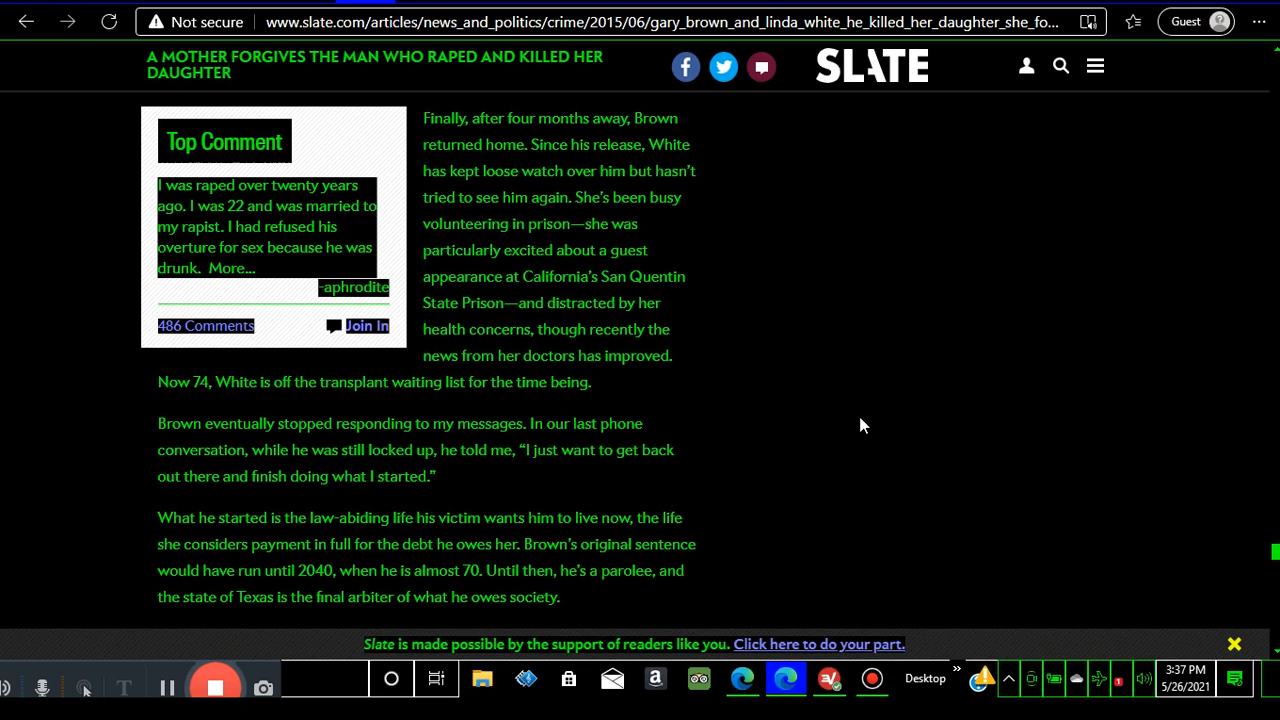 Not secure
www.slate.com/articles/news_and_politics/crime/2015/06/gary_brown_and_linda_white_he_killed_her_daughter_she_fo...
Guest
A MOTHER FORGIVES THE MAN WHO RAPED AND KILLED HER
DAUGHTER
SLATE
Top Comment
I was raped over twenty years
ago. I was 22 and was married to
my rapist. I had refused his
overture for sex because he was
drunk. More...
-aphrodite
486 Comments
Join In
Finally, after four months away, Brown
returned home. Since his release, White
has kept loose watch over him but hasn’t
tried to see him again. She’s been busy
volunteering in prison—she was
particularly excited about a guest
appearance at California’s San Quentin
State Prison—and distracted by her
health concerns, though recently the
news from her doctors has improved.
Now 74, White is off the transplant waiting list for the time being.
Brown eventually stopped responding to my messages. In our last phone
conversation, while he was still locked up, he told me, “I just want to get back
out there and finish doing what I started.”
What he started is the law-abiding life his victim wants him to live now, the life
she considers payment in full for the debt he owes her. Brown’s original sentence
would have run until 2040, when he is almost 70. Until then, he’s a parolee, and
the state of Texas is the final arbiter of what he owes society.
Slate is made possible by the support of readers like you. Click here to do your part.
Desktop
3:37 PM
5/26/2021